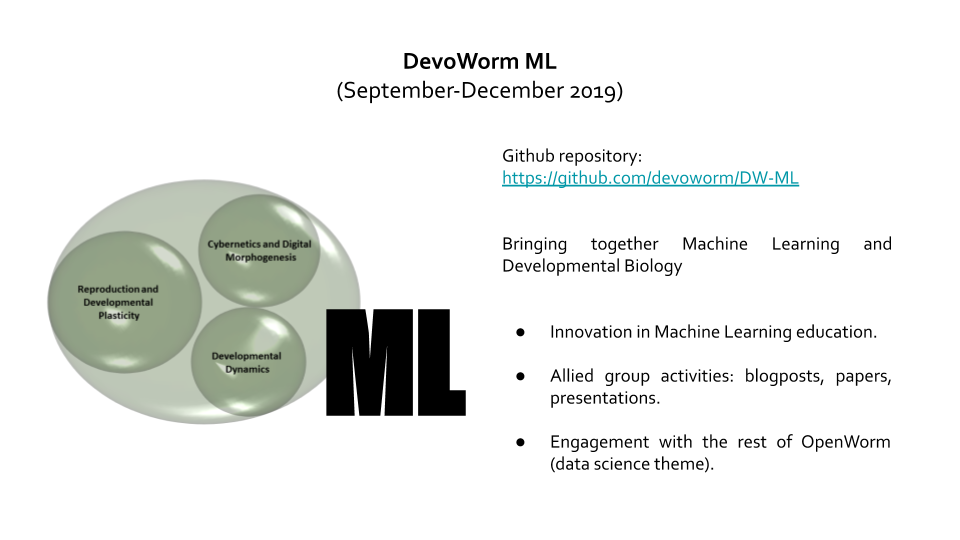 DevoWorm ML
(September-December 2019)
Github repository:
https://github.com/devoworm/DW-ML
Bringing together Machine Learning and
Developmental Biology
● Innovation in Machine Learning education.
● Allied group activities: blogposts, papers,
presentations.
● Engagement with the rest of OpenWorm
(data science theme).
Cybernetics and Digital
Morphogenesis
Reproduction and
Developmental
Plasticity
Developmental
Dynamics
ML